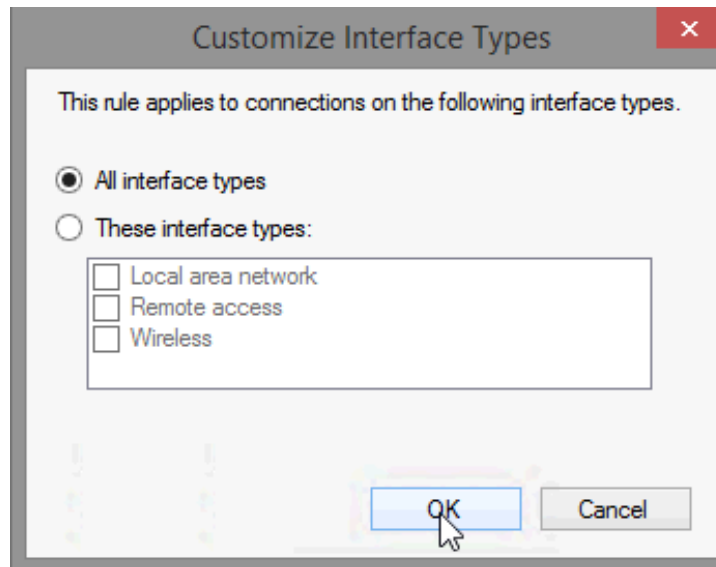 Customize Interface Types
This rule applies to connections on the following interface types.
All interface types
These interface types:
Local area network
Remote access
Wireless
OK
Cancel